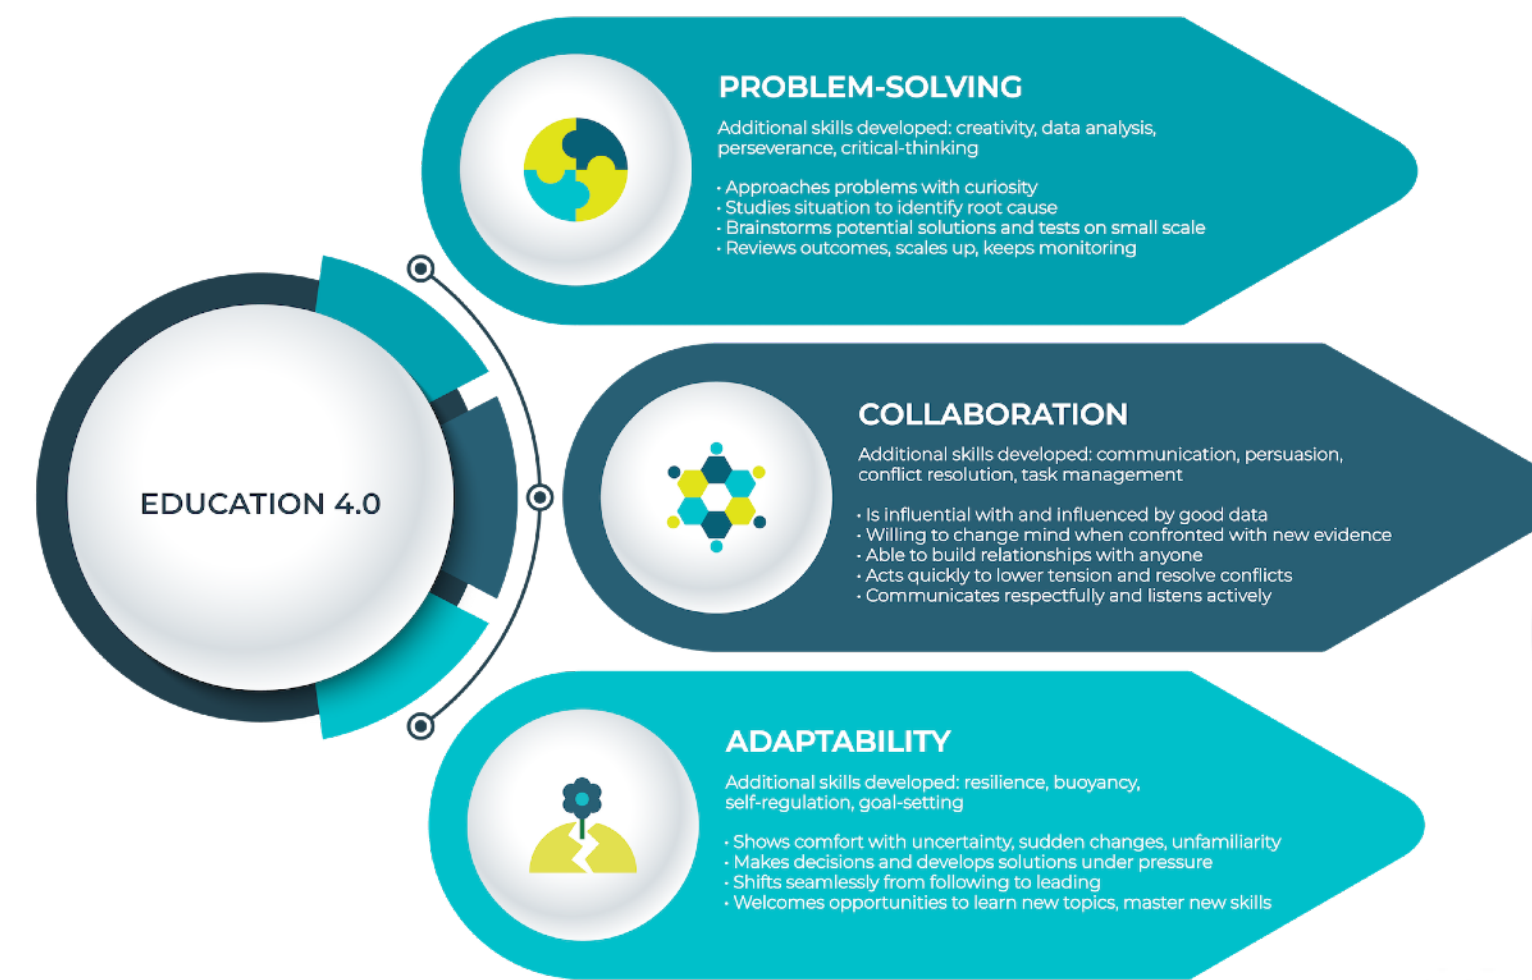 EDUCATION 4.0
PROBLEM-SOLVING
Additional skills developed: creativity, data analysis,
perseverance, critical-thinking
· Approaches problems with curiosity
· Studies situation to identify root cause
· Brainstorms potential solutions and tests on small scale
· Reviews outcomes, scales up, keeps monitoring
COLLABORATION
Additional skills developed: communication, persuasion,
conflict resolution, task management
· Is influential with and influenced by good data
· Willing to change mind when confronted with new evidence
· Able to build relationships with anyone
· Acts quickly to lower tension and resolve conflicts
· Communicates respectfully and listens actively
ADAPTABILITY
Additional skills developed: resilience, buoyancy,
self-regulation, goal-setting
· Shows comfort with uncertainty, sudden changes, unfamiliarity
· Makes decisions and develops solutions under pressure
· Shifts seamlessly from following to leading
· Welcomes opportunities to learn new topics, master new skills